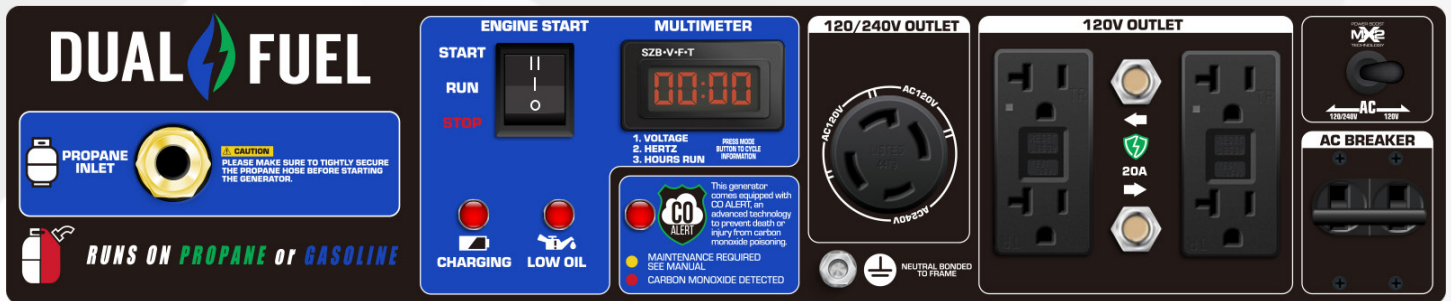 DUAL FUEL
PROPANE
INLET
CAUTION
PLEASE MAKE SURE TO TIGHTLY SECURE
THE PROPANE HOSE BEFORE STARTING
THE GENERATOR.
RUNS ON PROPANE or GASOLINE
ENGINE START
START
RUN
STOP
II
I
O
CHARGING
LOW OIL
MULTIMETER
SZB•V•F•T
00:00
1. VOLTAGE
2. HERTZ
3. HOURS RUN
PRESS MODE
BUTTON TO CYCLE
INFORMATION
CO
ALERT
This generator
comes equipped with
CO ALERT, an
advanced technology
to prevent death or
injury from carbon
monoxide poisoning.
MAINTENANCE REQUIRED
SEE MANUAL
CARBON MONOXIDE DETECTED
120/240V OUTLET
AC120V
AC120V
AC240V
NEUTRAL BONDED
TO FRAME
120V OUTLET
20A
POWER BOOST
MX2
TECHNOLOGY
AC
120/240V
120V
AC BREAKER